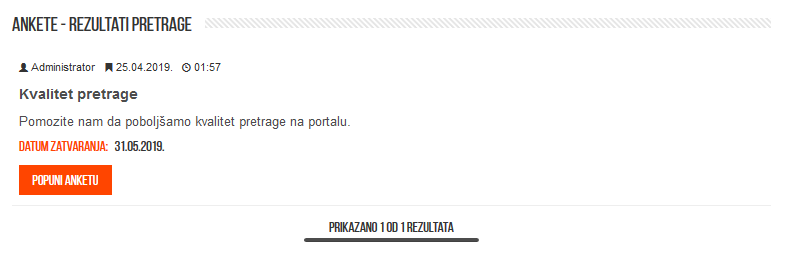 ANKETE - REZULTATI PRETRAGE
Administrator 25.04.2019. 01:57
Kvalitet pretrage
Pomozite nam da poboljšamo kvalitet pretrage na portalu.
DATUM ZATVARANJA: 31.05.2019.
POPUNI ANKETU
PRIKAZANO 1 OD 1 REZULTATA